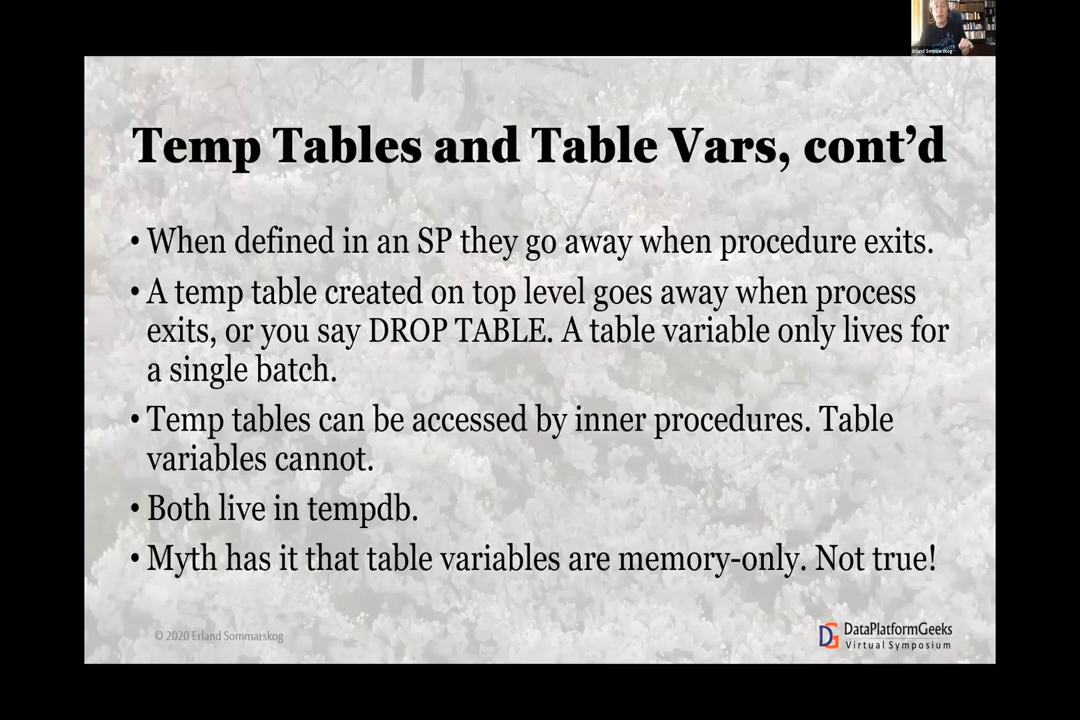 Erland Sommarskog
Temp Tables and Table Vars, cont’d
• When defined in an SP they go away when procedure exits.
• A temp table created on top level goes away when process
exits, or you say DROP TABLE. A table variable only lives for
a single batch.
• Temp tables can be accessed by inner procedures. Table
variables cannot.
• Both live in tempdb.
• Myth has it that table variables are memory-only. Not true!
© 2020 Erland Sommarskog
DG DataPlatformGeeks
Virtual Symposium